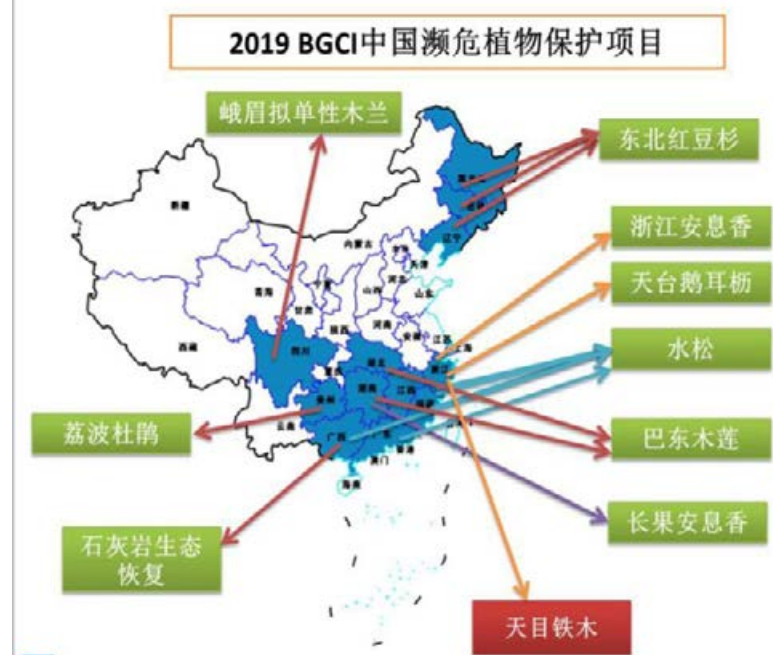 2019 BGCI中国濒危植物保护项目
峨眉拟单性木兰
东北红豆杉
浙江安息香
天台鹅耳枥
水松
巴东木莲
长果安息香
天目铁木
荔波杜鹃
石灰岩生态
恢复
新疆
内蒙古
辽宁
天津
河北
山西
山东
宁夏
青海
甘肃
陕西
河南
江苏
安徽
上海
西藏
四川
湖北
浙江
湖南
江西
贵州
云南
广西
广东
香港
澳门
海南